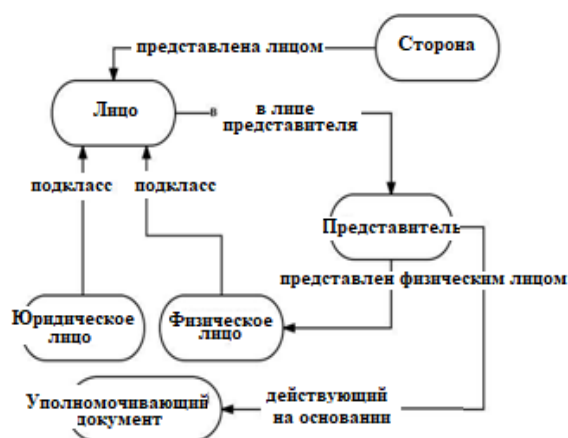 представлена лицом
Сторона
Лицо
в
в лице
представителя
подкласс
подкласс
Представитель
представлен физическим лицом
Юридическое
лицо
Физическое
лицо
Уполномочивающий
документ
действующий
на основании